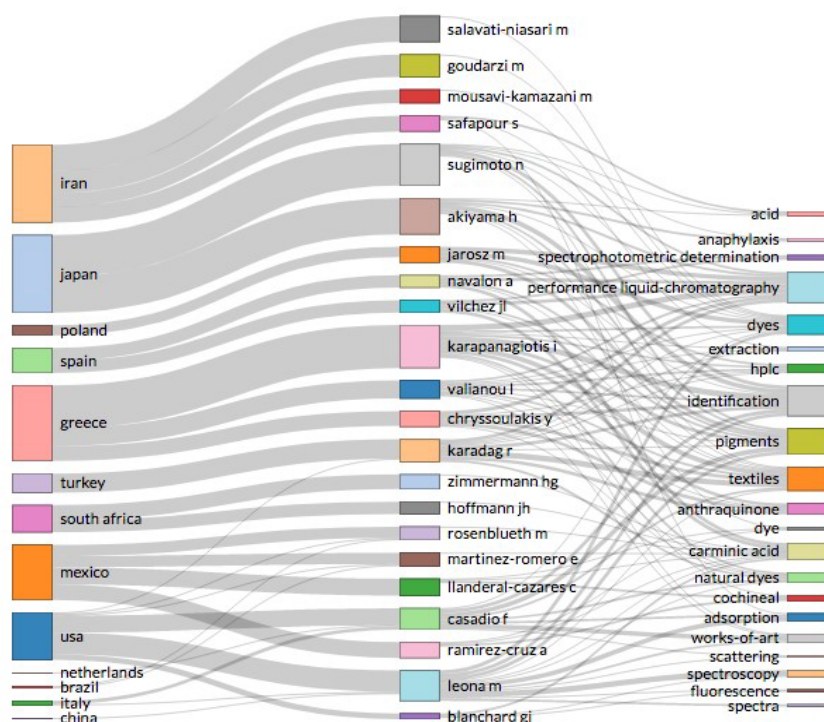 iran
japan
poland
spain
greece
turkey
south africa
mexico
usa
netherlands
brazil
italy
china
salavati-niasari m
goudarzi m
mousavi-kamazani m
safapour s
sugimoto n
akiyama h
jarosz m
navalon a
vilchez jl
karapanagiotis i
valianou l
chryssoulakis y
karadag r
zimmermann hg
hoffmann jh
rosenblueth m
martinez-romero e
llanderal-cazares c
casadio f
ramirez-cruz a
leona m
blanchard gj
acid
anaphylaxis
spectrophotometric determination
performance liquid-chromatography
dyes
extraction
hplc
identification
pigments
textiles
anthraquinone
dye
carminic acid
natural dyes
cochineal
adsorption
works-of-art
scattering
spectroscopy
fluorescence
spectra